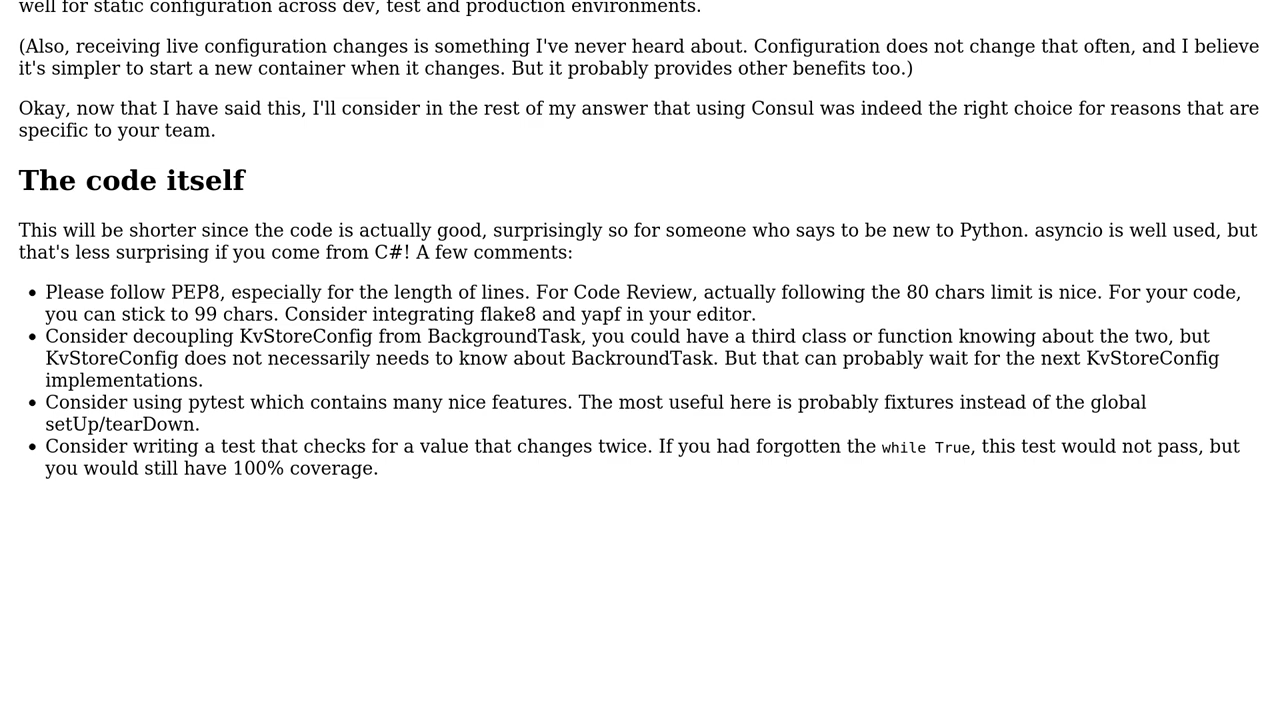 well for static configuration across dev, test and production environments.
(Also, receiving live configuration changes is something I've never heard about. Configuration does not change that often, and I believe
it's simpler to start a new container when it changes. But it probably provides other benefits too.)
Okay, now that I have said this, I'll consider in the rest of my answer that using Consul was indeed the right choice for reasons that are
specific to your team.
The code itself
This will be shorter since the code is actually good, surprisingly so for someone who says to be new to Python. asyncio is well used, but
that's less surprising if you come from C#! A few comments:
• Please follow PEP8, especially for the length of lines. For Code Review, actually following the 80 chars limit is nice. For your code,
you can stick to 99 chars. Consider integrating flake8 and yapf in your editor.
• Consider decoupling KvStoreConfig from BackgroundTask, you could have a third class or function knowing about the two, but
KvStoreConfig does not necessarily needs to know about BackroundTask. But that can probably wait for the next KvStoreConfig
implementations.
• Consider using pytest which contains many nice features. The most useful here is probably fixtures instead of the global
setUp/tearDown.
• Consider writing a test that checks for a value that changes twice. If you had forgotten the while True, this test would not pass, but
you would still have 100% coverage.